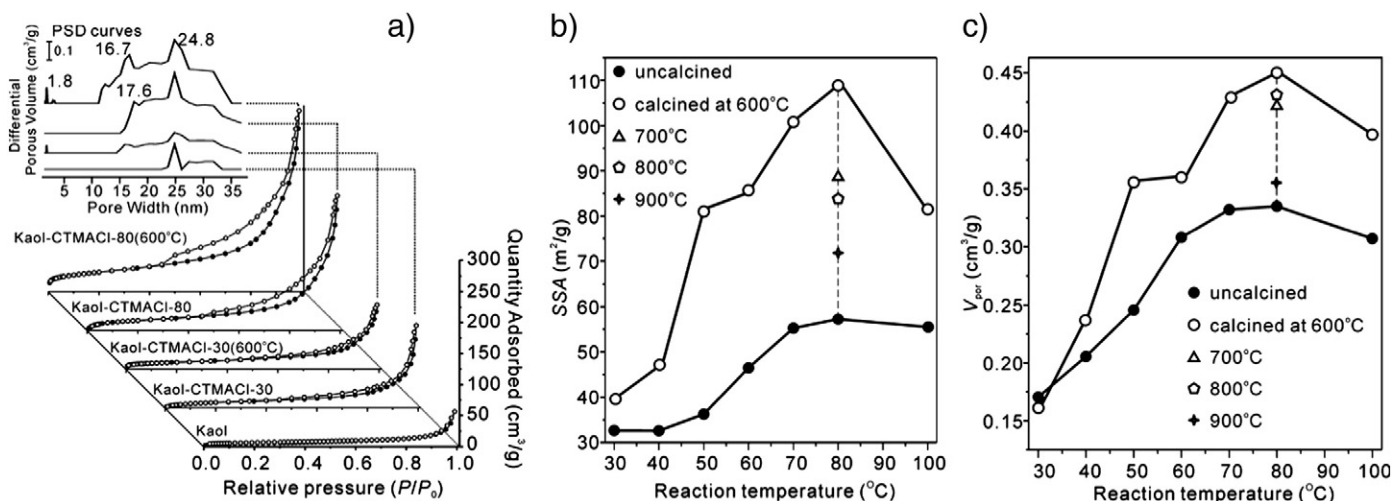 a)
PSD curves
0.1
16.7
24.8
1.8
17.6
Differential
Porous Volume (cm³/g)
1 5 10 15 20 25 30 35
Pore Width (nm)
Kaol-CTMACl-80(600°C)
Kaol-CTMACl-80
Kaol-CTMACl-30(600°C)
Kaol-CTMACl-30
Kaol
300
250
200
150
100
50
0
Quantity Adsorbed (cm³/g)
0.0 0.2 0.4 0.6 0.8 1.0
Relative pressure (P/P₀)
b)
110
100
90
80
70
60
50
40
30
SSA (m²/g)
uncalcined
calcined at 600°C
700°C
800°C
900°C
30 40 50 60 70 80 90 100
Reaction temperature (°C)
c)
0.45
0.40
0.35
0.30
0.25
0.20
0.15
Vpor (cm³/g)
uncalcined
calcined at 600°C
700°C
800°C
900°C
30 40 50 60 70 80 90 100
Reaction temperature (°C)